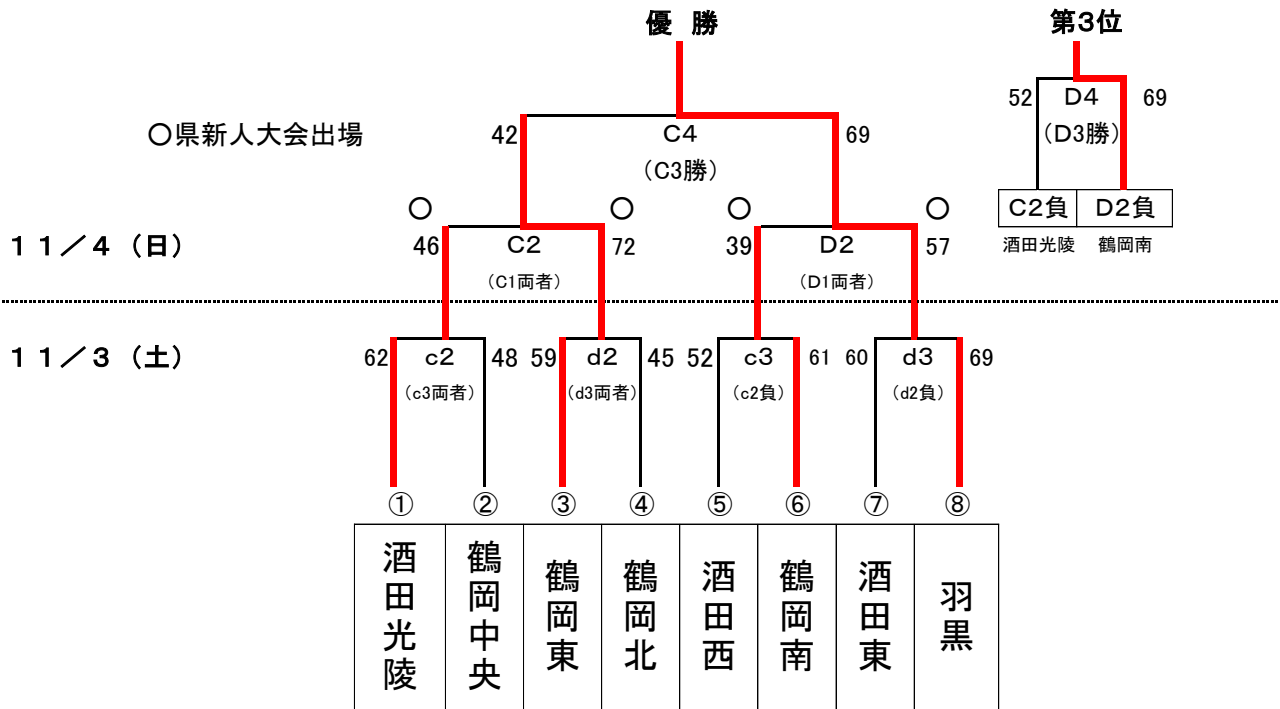 優 勝
第3位
52 D4 69
〇県新人大会出場
42 C4 69
(D3勝)
(C3勝)
〇 〇 〇 〇
C2負 D2負
11/4(日)
46 C2 72 39 D2 57
酒田光陵 鶴岡南
(C1両者) (D1両者)
11/3(土)
62 c2 48 59 d2 45 52 c3 61 60 d3 69
(c3両者) (d3両者) (c2負) (d2負)
① ② ③ ④ ⑤ ⑥ ⑦ ⑧
酒田光陵
鶴岡中央
鶴岡東
鶴岡北
酒田西
鶴岡南
酒田東
羽黒